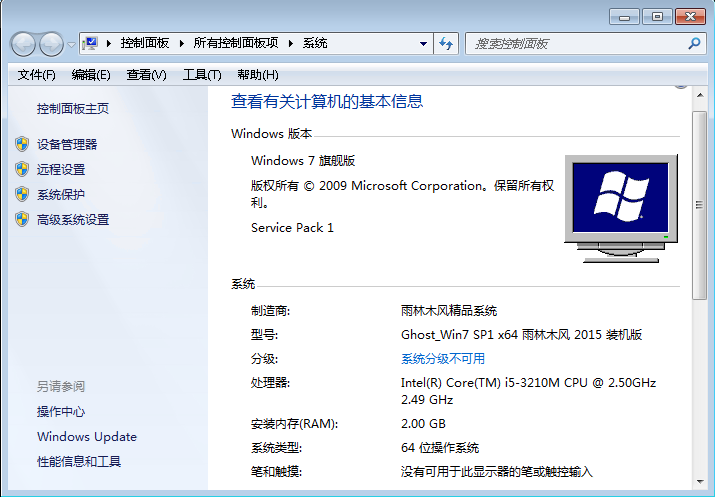 控制面板 所有控制面板项 系统
搜索控制面板
文件(F) 编辑(E) 查看(V) 工具(T) 帮助(H)
控制面板主页
设备管理器
远程设置
系统保护
高级系统设置
另请参阅
操作中心
Windows Update
性能信息和工具
查看有关计算机的基本信息
Windows 版本
Windows 7 旗舰版
版权所有 © 2009 Microsoft Corporation。保留所有权
利。
Service Pack 1
系统
制造商: 雨林木风精品系统
型号: Ghost_Win7 SP1 x64 雨林木风 2015 装机版
分级: 系统分级不可用
处理器: Intel(R) Core(TM) i5-3210M CPU @ 2.50GHz
2.49 GHz
安装内存(RAM): 2.00 GB
系统类型: 64 位操作系统
笔和触摸: 没有可用于此显示器的笔或触控输入